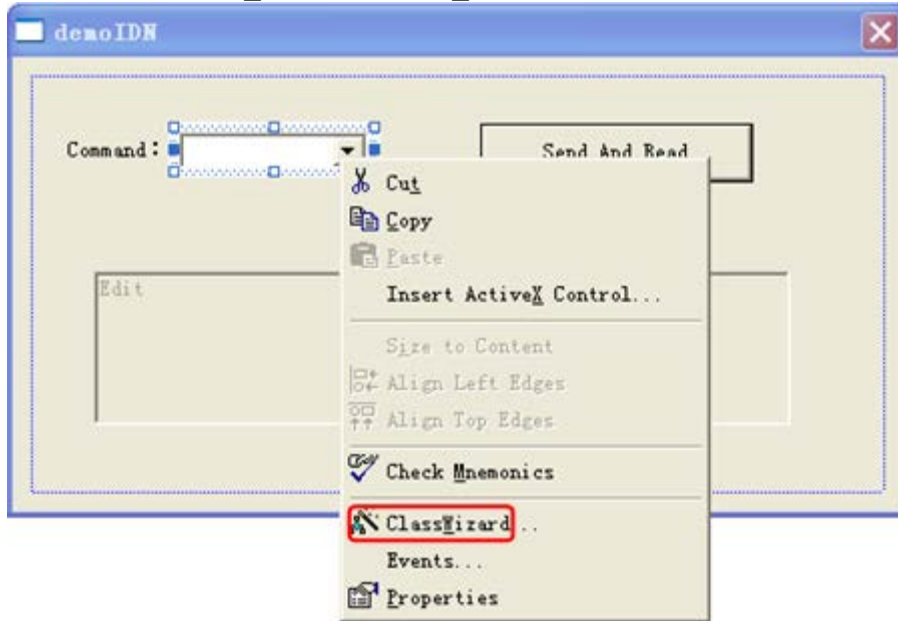 demoIDN
Command:
Send And Read
Cut
Copy
Paste
Edit
Insert ActiveX Control...
Size to Content
Align Left Edges
Align Top Edges
Check Mnemonics
ClassWizard...
Events...
Properties